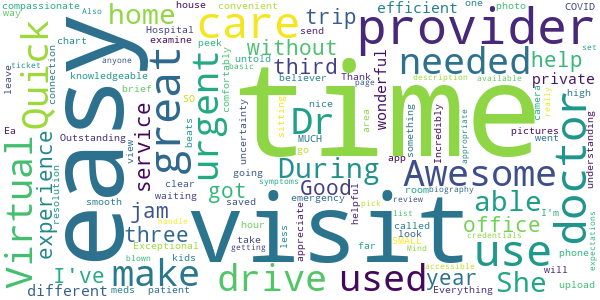 compassionate
Also
way
home
house
convenient
efficient
one
photo
COVID
provider
care
trip
send
Hospital
examine
peek
without
untold
needed
help
set
Quick
easy
chart
connection
anyone
knowledgeable
basic
third
believer
description
available
private
leave
ticket
brief
SO
comfortably
Thank
page
wonderful
camera
high
great
urgent
time
doctor
Ea
Outstanding
service
beats
nice
MUCH
sitting
Dr
area
something
Incredibly
appropriate
really
pictures
went
understanding
view
uncertainty
go
app
Virtual
experience
resolution
clear
During
Awesome
smooth
waiting
going
symptoms
emergency
room
biography
able
got
saved
Good
helpful
review
I'm
expectations
jam
handle
visit
appreciate
pick
list
credentials
office
three
hour
called
SMALL
Exceptional
take
less
far
look
Mind
accessible
use
phone
I've
make
blown
kids
getting
drive
used
year
She
will
upload
different
meds
patient
Everything